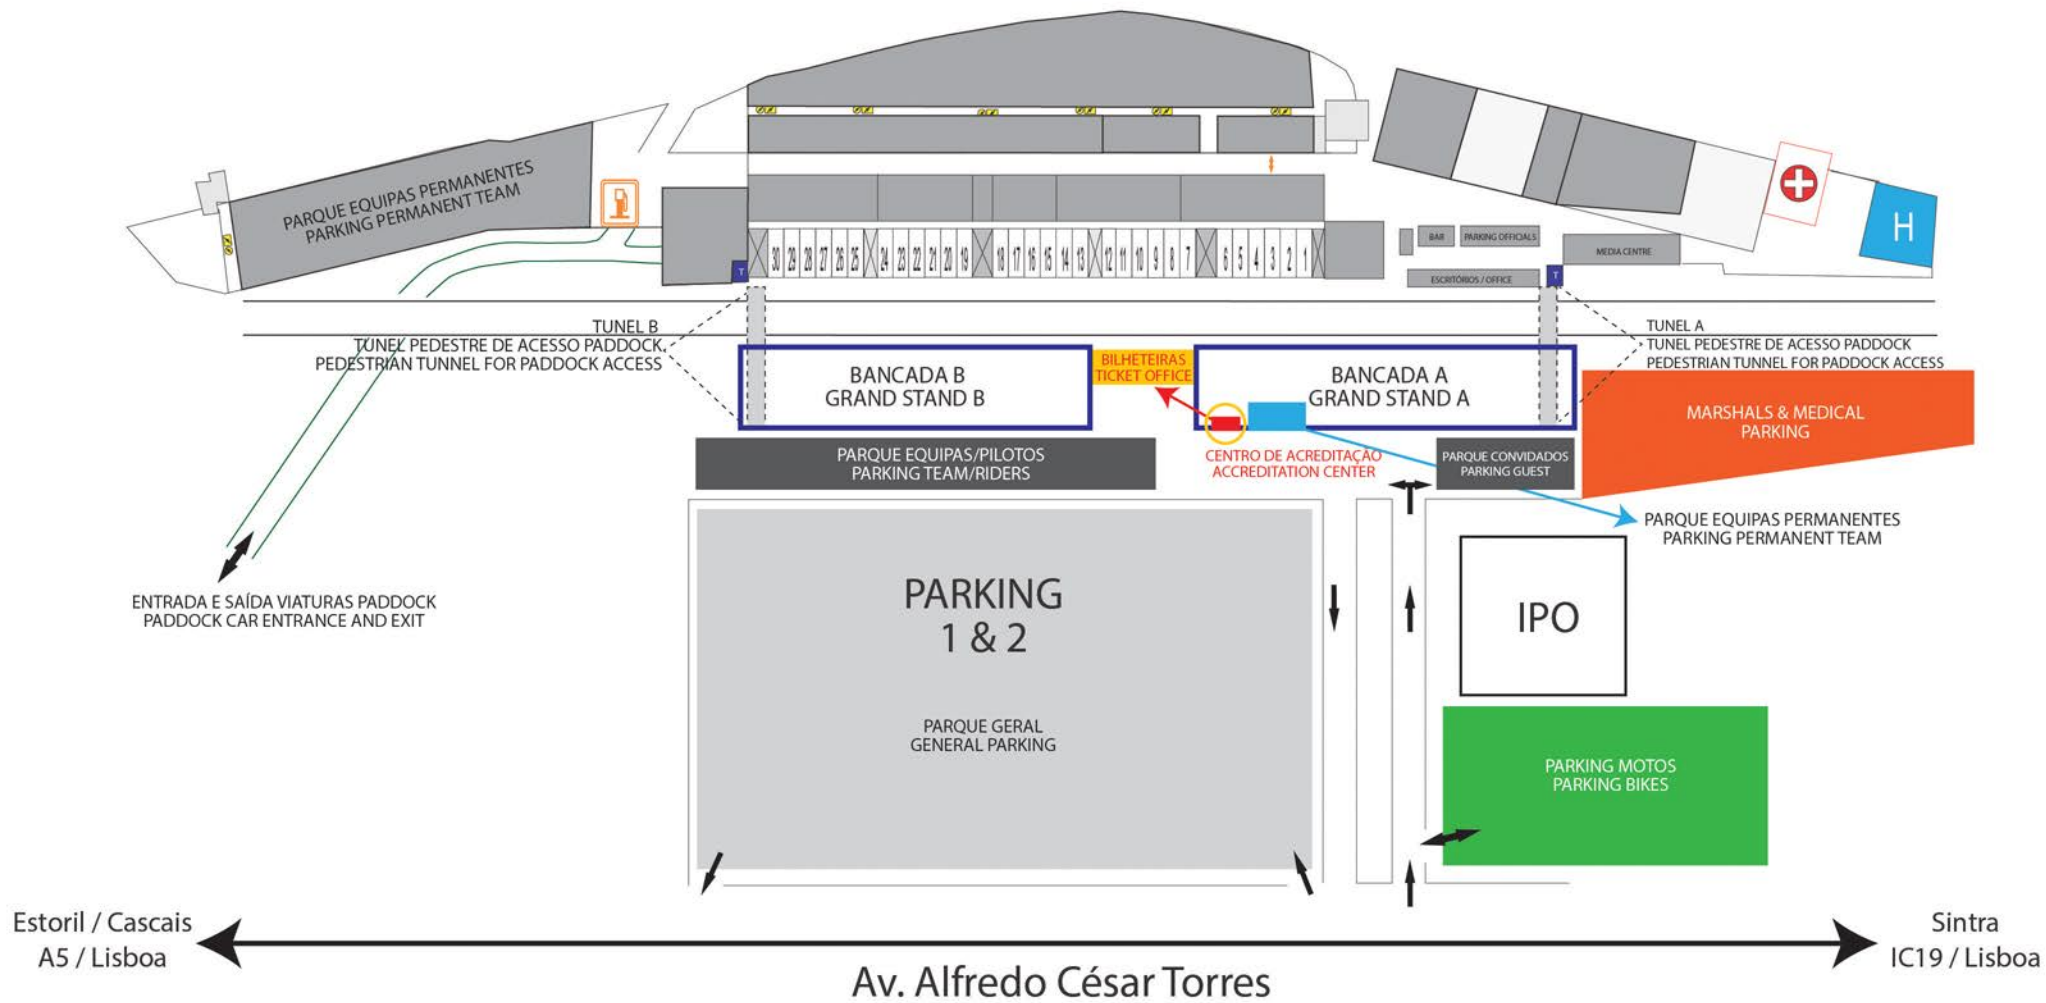 PARQUE EQUIPAS PERMANENTES
PARKING PERMANENT TEAM
H
T
30 29 28 27 26 25 24 23 22 21 20 19 18 17 16 15 14 13 12 11 10 9 8 7 6 5 4 3 2 1
BAR
PARKING OFFICIALS
MEDIA CENTRE
ESCRITÓRIOS / OFFICE
T
TUNEL B
TUNEL PEDESTRE DE ACESSO PADDOCK
PEDESTRIAN TUNNEL FOR PADDOCK ACCESS
BANCADA B
GRAND STAND B
BILHETEIRAS
TICKET OFFICE
BANCADA A
GRAND STAND A
TUNEL A
TUNEL PEDESTRE DE ACESSO PADDOCK
PEDESTRIAN TUNNEL FOR PADDOCK ACCESS
MARSHALS & MEDICAL
PARKING
PARQUE EQUIPAS/PILOTOS
PARKING TEAM/RIDERS
CENTRO DE ACREDITAÇÃO
ACCREDITATION CENTER
PARQUE CONVIDADOS
PARKING GUEST
PARQUE EQUIPAS PERMANENTES
PARKING PERMANENT TEAM
ENTRADA E SAÍDA VIATURAS PADDOCK
PADDOCK CAR ENTRANCE AND EXIT
PARKING
1 & 2
IPO
PARQUE GERAL
GENERAL PARKING
PARKING MOTOS
PARKING BIKES
Estoril / Cascais
A5 / Lisboa
Sintra
IC19 / Lisboa
Av. Alfredo César Torres